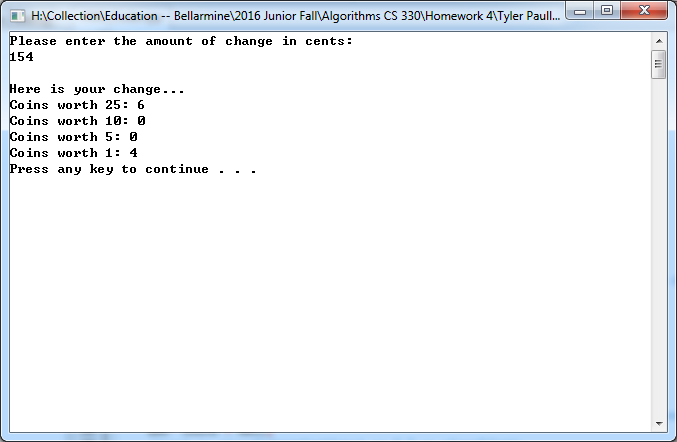 H:\Collection\Education -- Bellarmine\2016 Junior Fall\Algorithms CS 330\Homework 4\Tyler Paull...
Please enter the amount of change in cents:
154
Here is your change...
Coins worth 25: 6
Coins worth 10: 0
Coins worth 5: 0
Coins worth 1: 4
Press any key to continue . . .